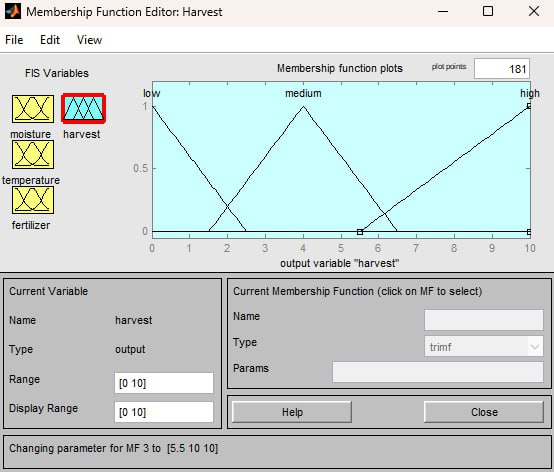 Membership Function Editor: Harvest
File Edit View
FIS Variables
moisture harvest
temperature
fertilizer
Membership function plots plot points: 181
low medium high
1
0.5
0
0 1 2 3 4 5 6 7 8 9 10
output variable "harvest"
Current Variable
Name harvest
Type output
Range [0 10]
Display Range [0 10]
Current Membership Function (click on MF to select)
Name
Type trimf
Params
Help Close
Changing parameter for MF 3 to [5.5 10 10]